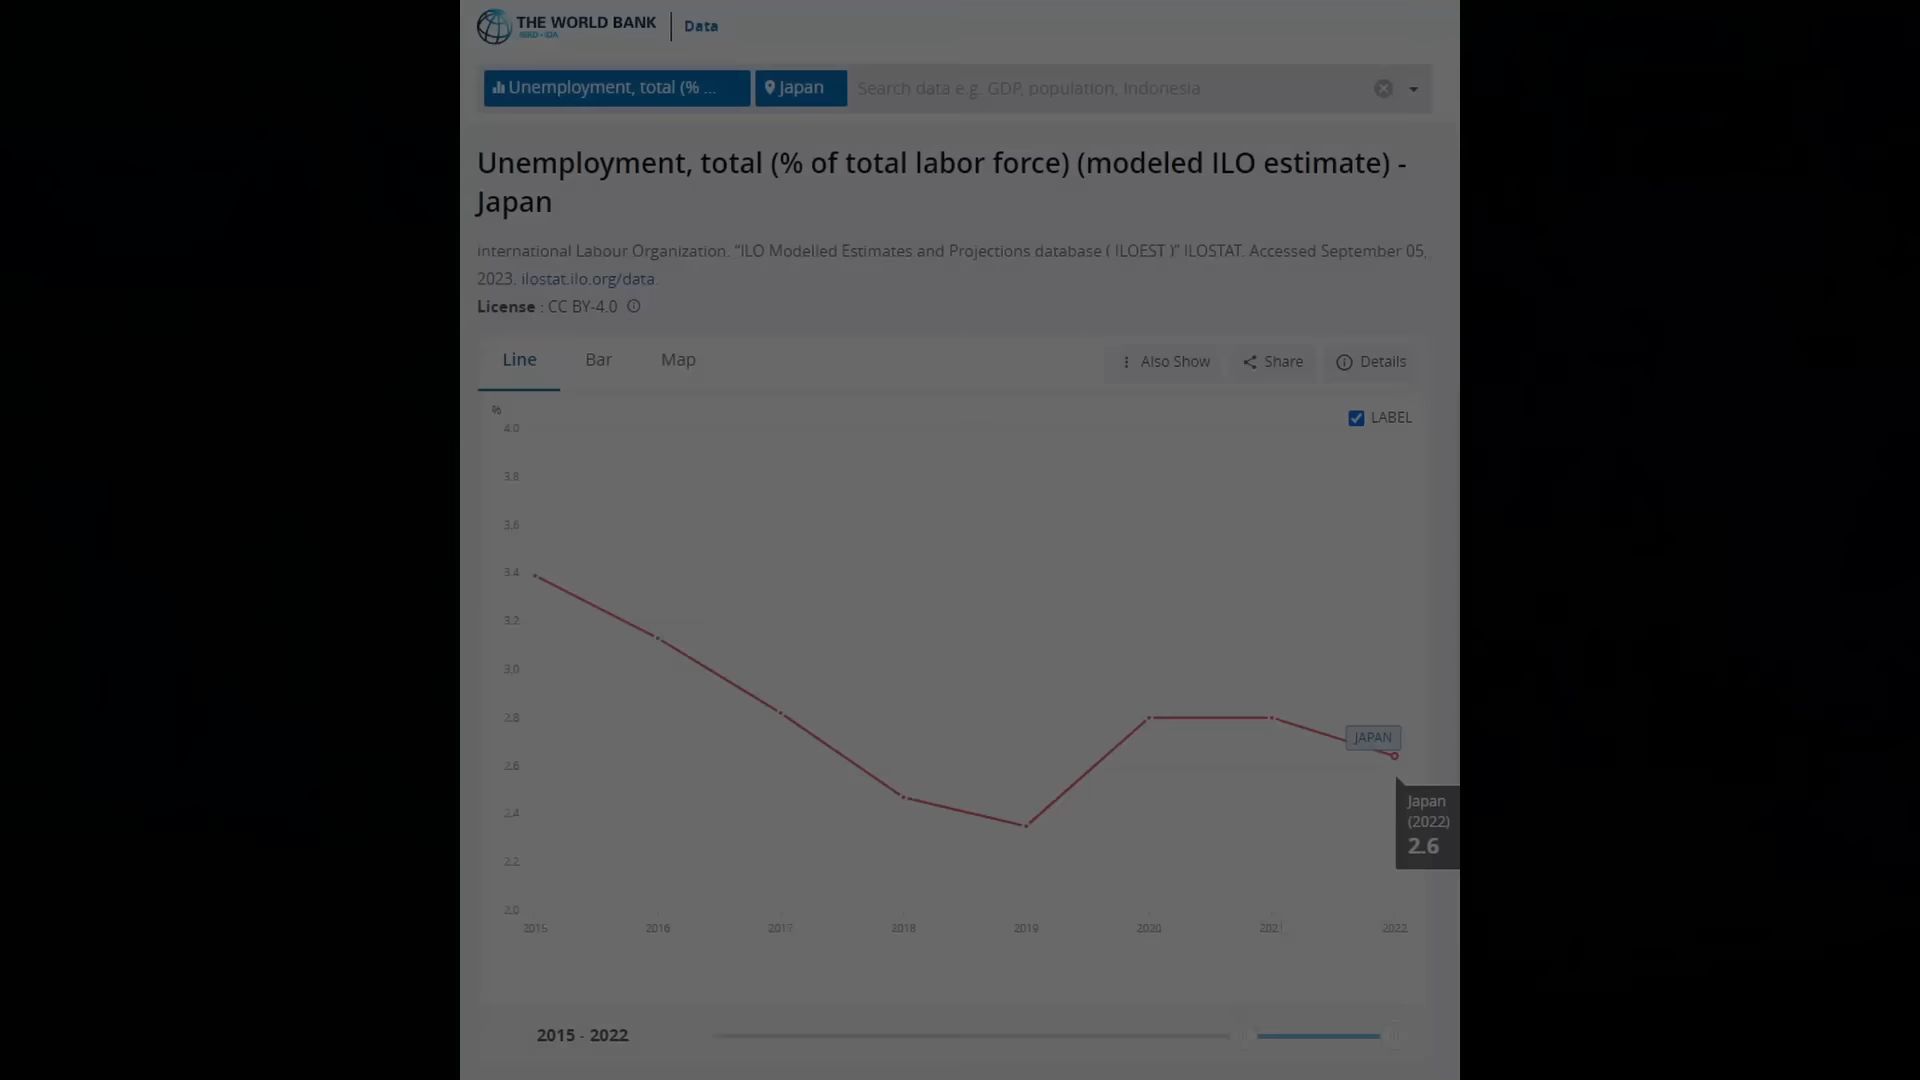 THE WORLD BANK
IBRD • IDA
Data
Unemployment, total (% ...
Japan
Search data e.g. GDP, population, Indonesia
Unemployment, total (% of total labor force) (modeled ILO estimate) -
Japan
International Labour Organization. “ILO Modelled Estimates and Projections database ( ILOEST )” ILOSTAT. Accessed September 05,
2023. ilostat.ilo.org/data.
License : CC BY-4.0
Line
Bar
Map
Also Show
Share
Details
%
LABEL
4.0
3.8
3.6
3.4
3.2
3.0
2.8
2.6
2.4
2.2
2.0
JAPAN
Japan
(2022)
2.6
2015
2016
2017
2018
2019
2020
2021
2022
2015 - 2022